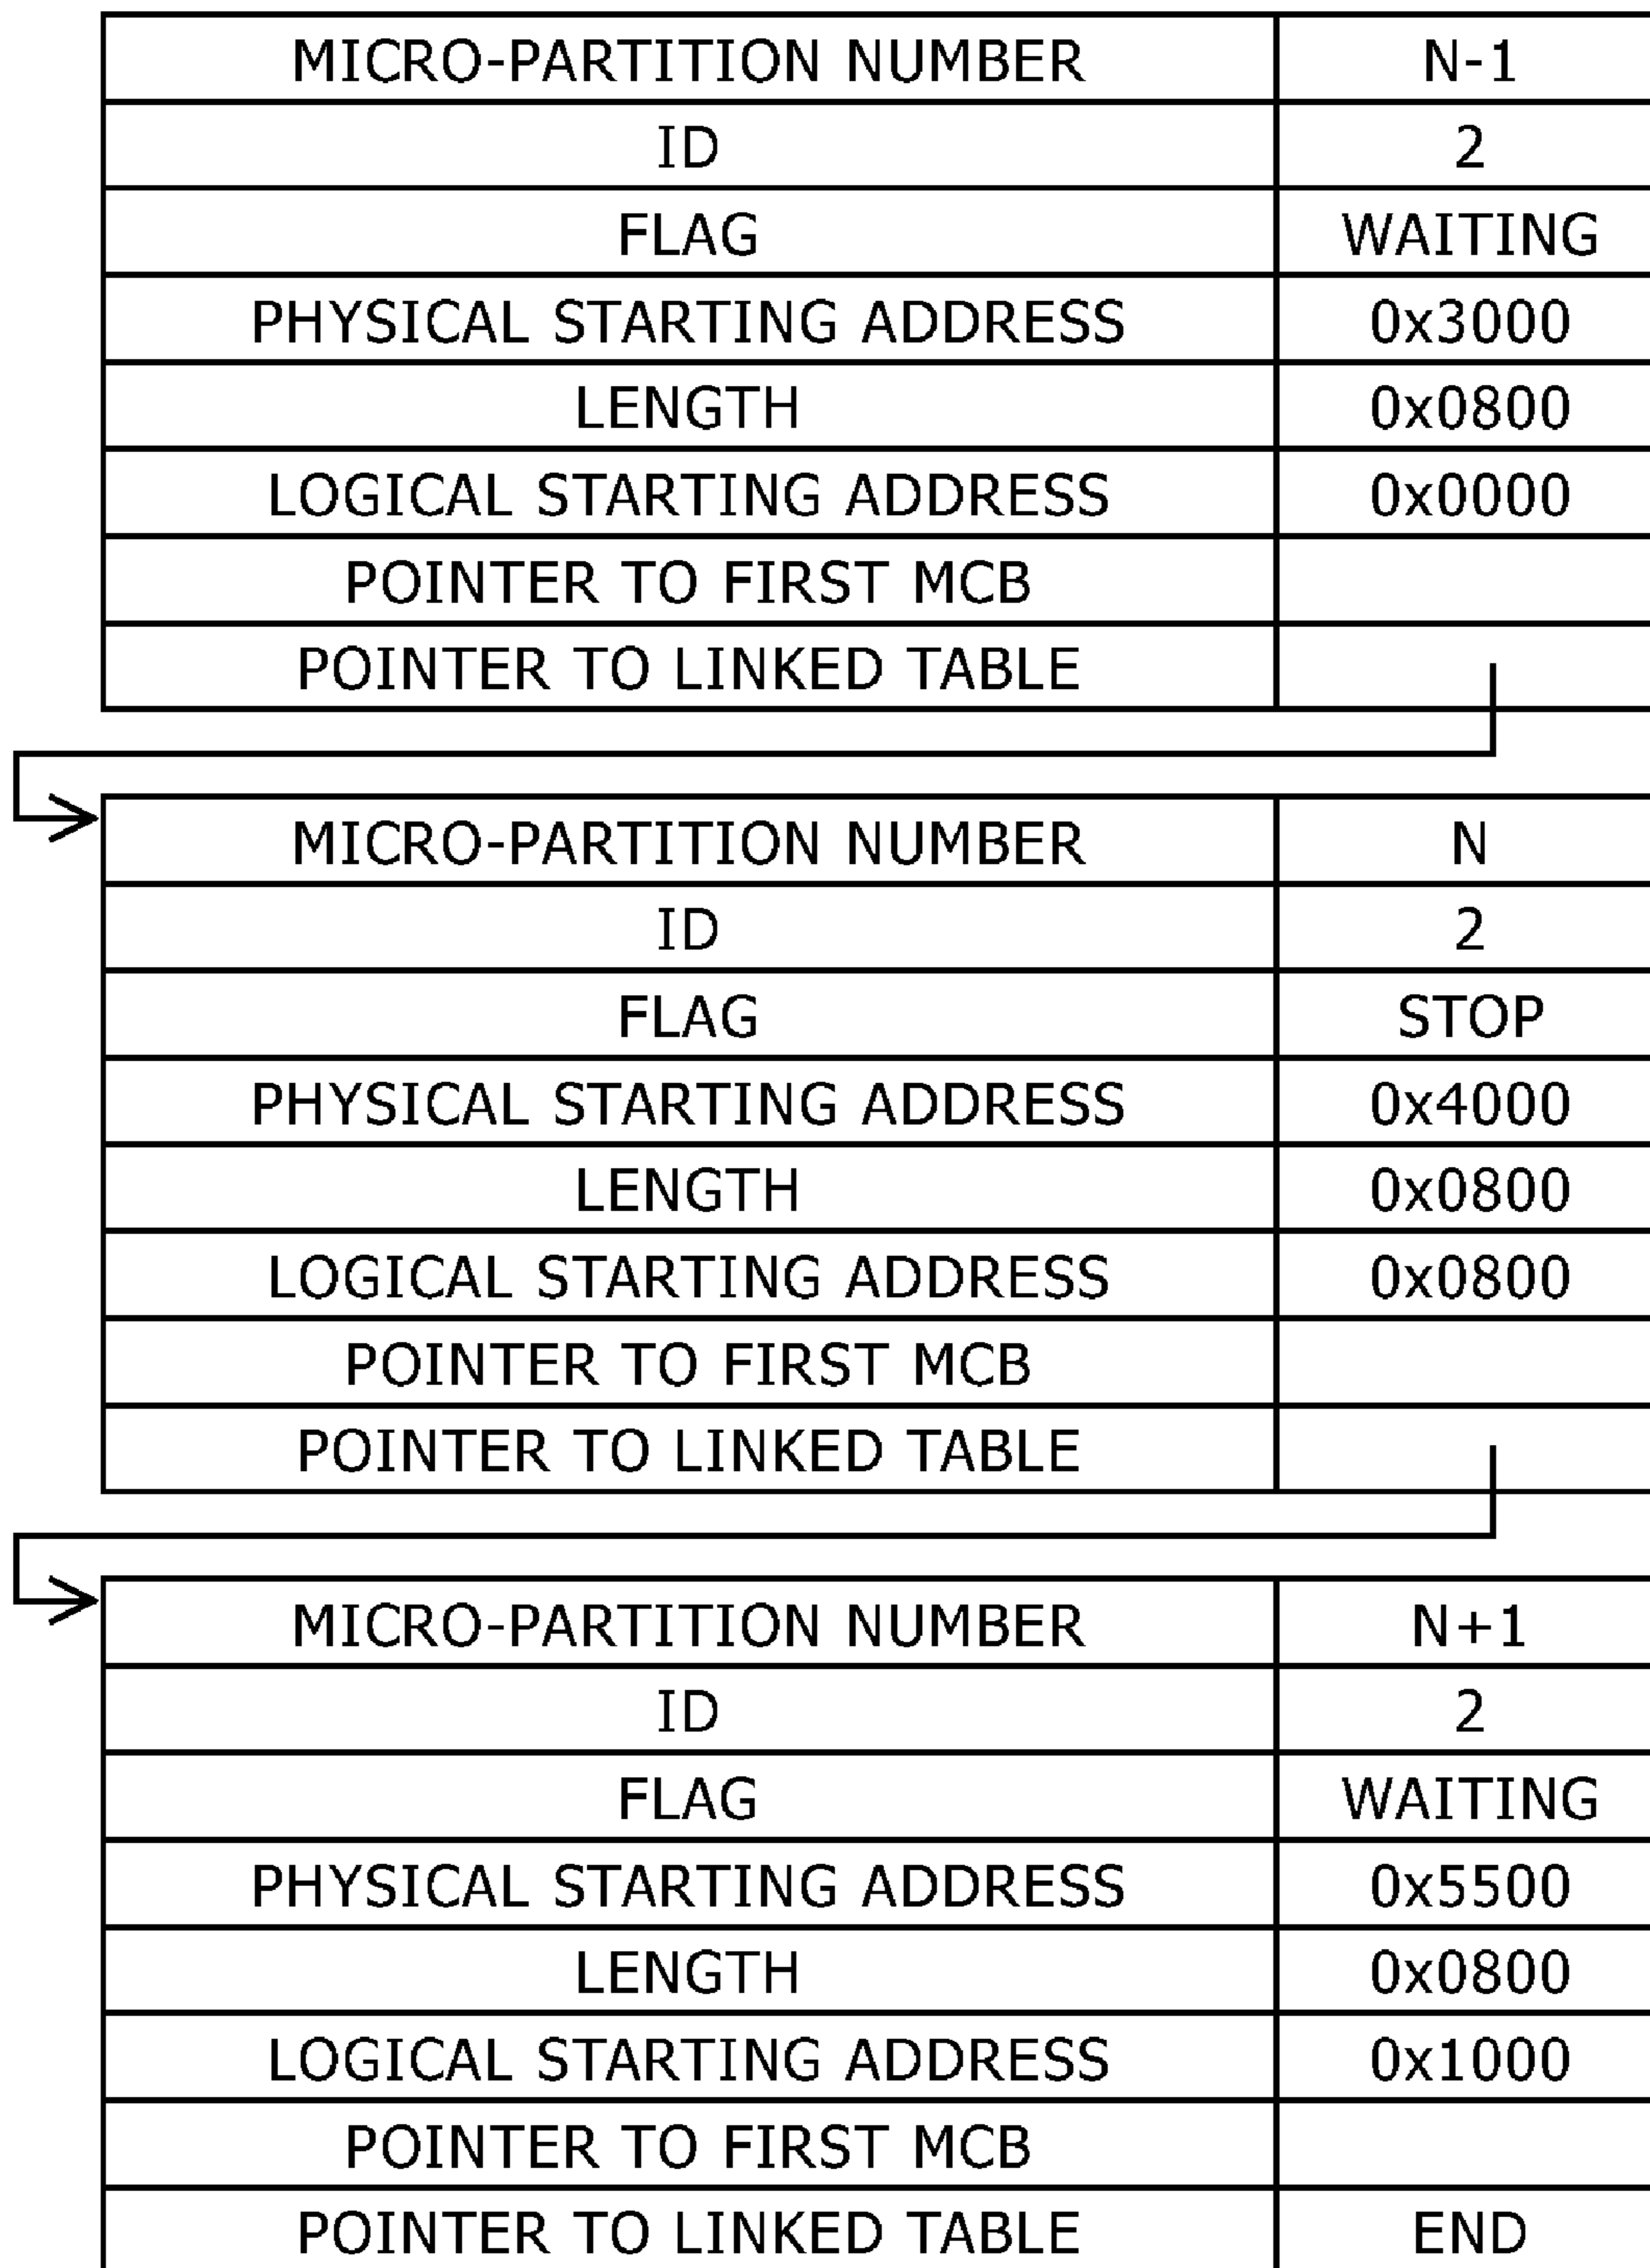 MICRO-PARTITION NUMBER N-1
ID 2
FLAG WAITING
PHYSICAL STARTING ADDRESS 0x3000
LENGTH 0x0800
LOGICAL STARTING ADDRESS 0x0000
POINTER TO FIRST MCB
POINTER TO LINKED TABLE
MICRO-PARTITION NUMBER N
ID 2
FLAG STOP
PHYSICAL STARTING ADDRESS 0x4000
LENGTH 0x0800
LOGICAL STARTING ADDRESS 0x0800
POINTER TO FIRST MCB
POINTER TO LINKED TABLE
MICRO-PARTITION NUMBER N+1
ID 2
FLAG WAITING
PHYSICAL STARTING ADDRESS 0x5500
LENGTH 0x0800
LOGICAL STARTING ADDRESS 0x1000
POINTER TO FIRST MCB
POINTER TO LINKED TABLE END